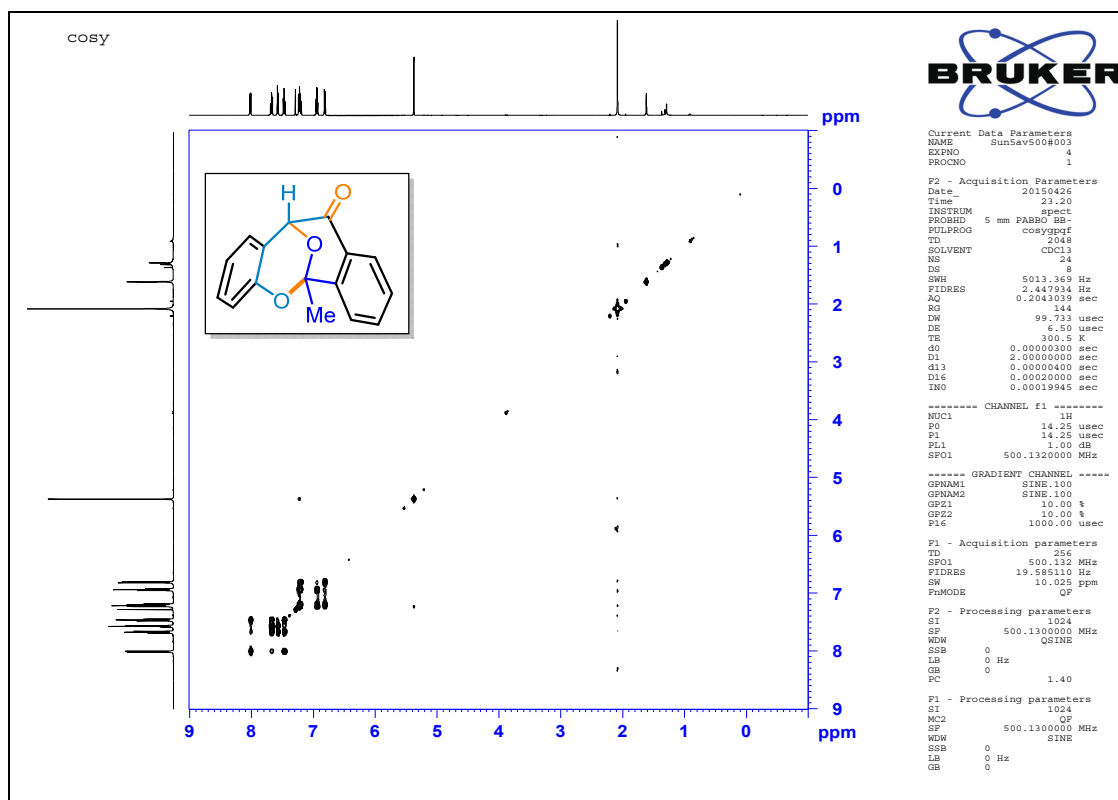 cosy
BRUKER
ppm
H
O
O
O
Me
0
1
2
3
4
5
6
7
8
9
9 8 7 6 5 4 3 2 1 0 ppm
Current Data Parameters
NAME Sun5av500#003
EXPNO 4
PROCNO 1
F2 - Acquisition Parameters
Date_ 20150426
Time 23.20
INSTRUM spect
PROBHD 5 mm PABBO BB-
PULPROG cosygpqf
TD 2048
SOLVENT CDCl3
NS 24
DS 8
SWH 5013.369 Hz
FIDRES 2.447934 Hz
AQ 0.2043039 sec
RG 144
DW 99.733 usec
DE 6.50 usec
TE 300.5 K
d0 0.00000300 sec
D1 2.00000000 sec
d13 0.00000400 sec
D16 0.00020000 sec
IN0 0.00019945 sec
======== CHANNEL f1 ========
NUC1 1H
P0 14.25 usec
P1 14.25 usec
PL1 1.00 dB
SFO1 500.1320000 MHz
====== GRADIENT CHANNEL =====
GPNAM1 SINE.100
GPNAM2 SINE.100
GPZ1 10.00 %
GPZ2 10.00 %
P16 1000.00 usec
F1 - Acquisition parameters
TD 256
SFO1 500.132 MHz
FIDRES 19.585110 Hz
SW 10.025 ppm
FnMODE QF
F2 - Processing parameters
SI 1024
SF 500.1300000 MHz
WDW QSINE
SSB 0
LB 0 Hz
GB 0
PC 1.40
F1 - Processing parameters
SI 1024
MC2 QF
SF 500.1300000 MHz
WDW SINE
SSB 0
LB 0 Hz
GB 0